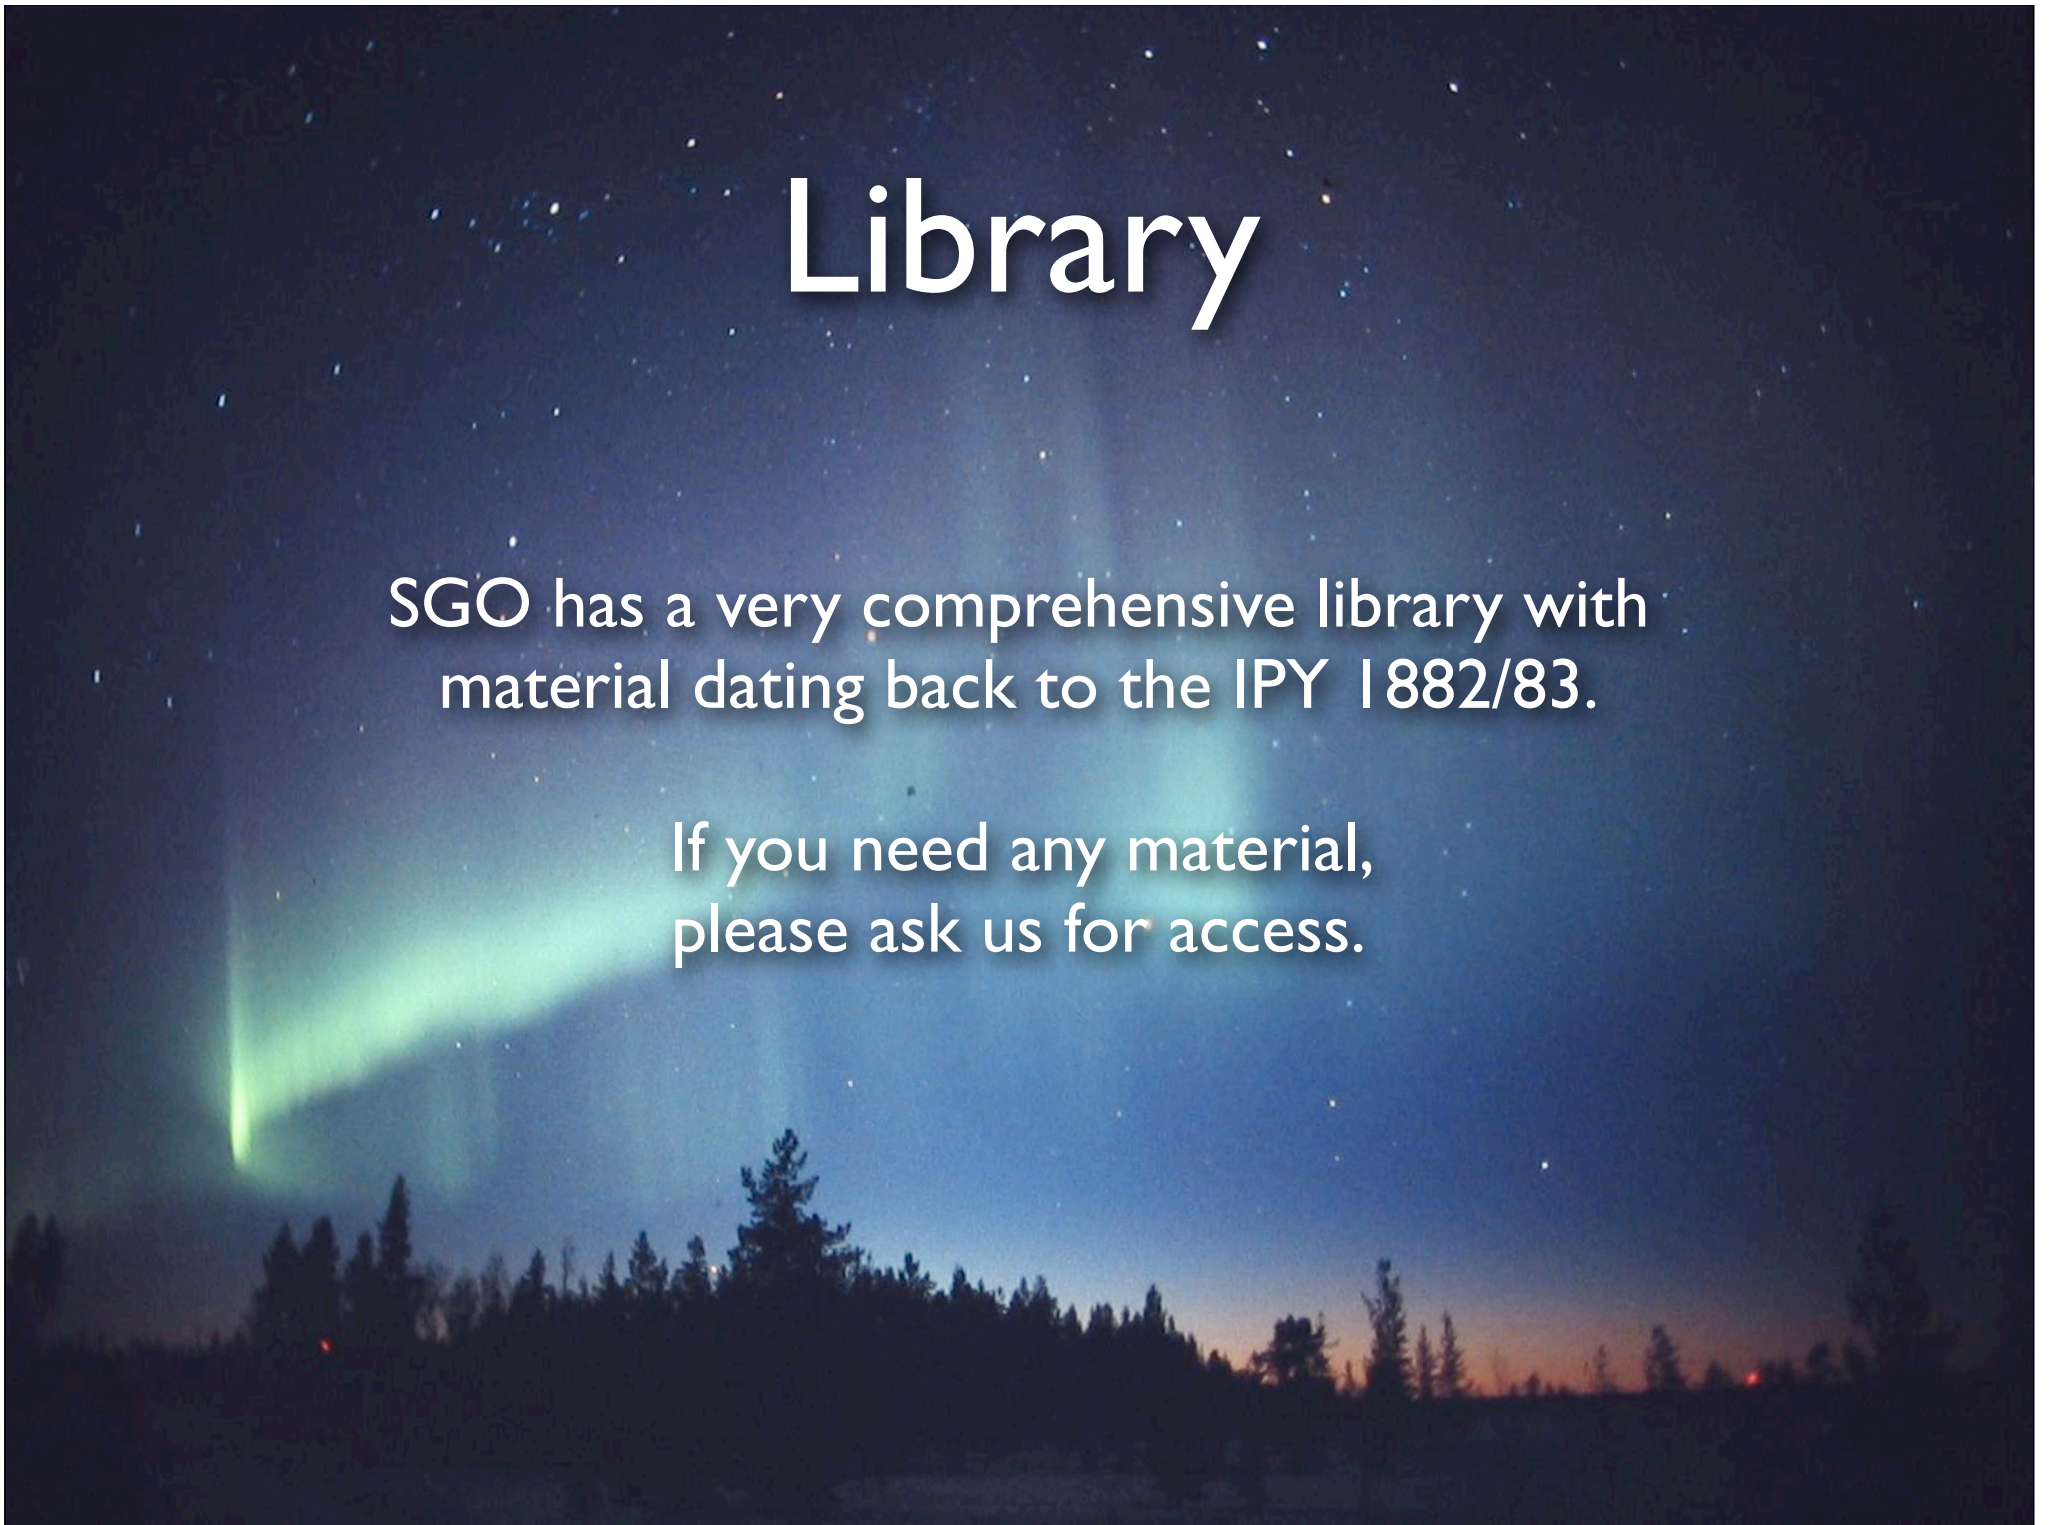 Library
SGO has a very comprehensive library with
material dating back to the IPY 1882/83.
If you need any material,
please ask us for access.